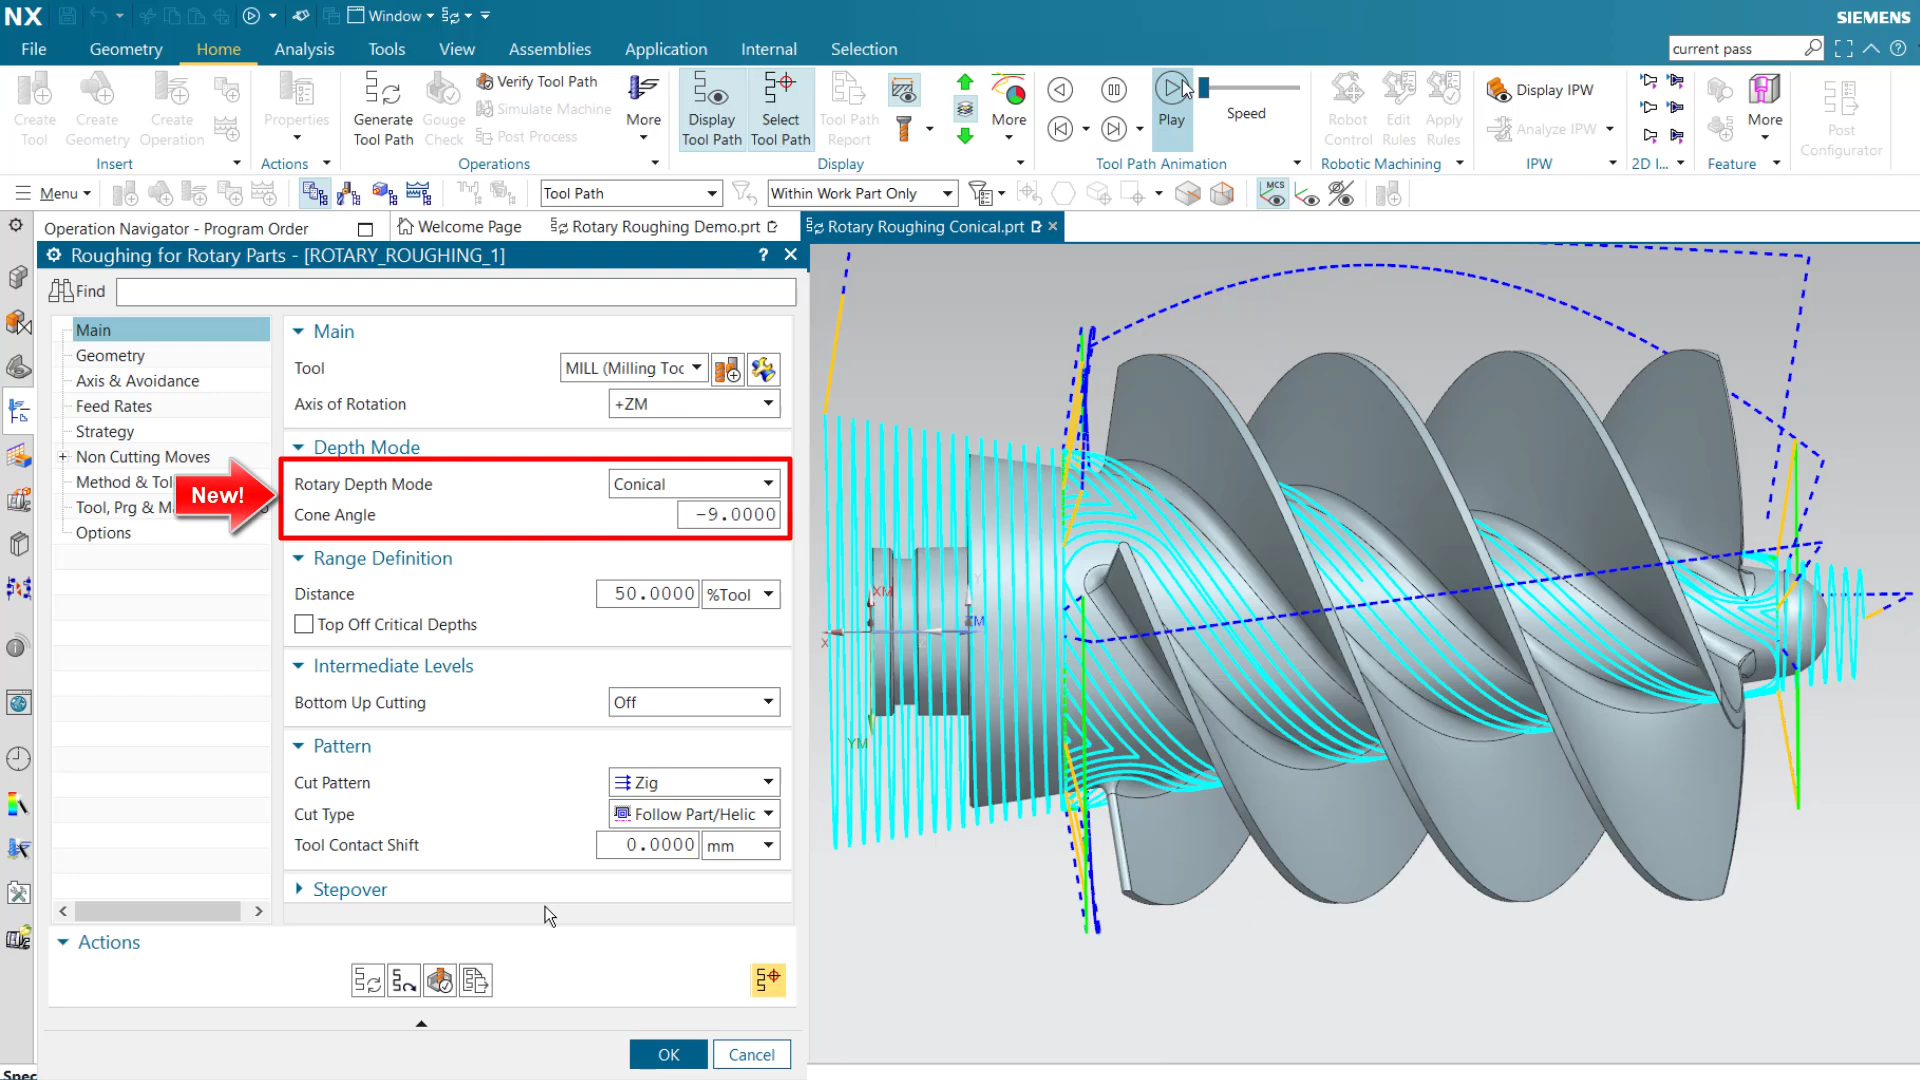 NX
Window
SIEMENS
File Geometry Home Analysis Tools View Assemblies Application Internal Selection
current pass
Create Tool
Create Geometry
Create Operation
Properties
Generate Tool Path
Gouge Check
Verify Tool Path
Simulate Machine
Post Process
More
Display Tool Path
Select Tool Path
Tool Path Report
More
Play
Speed
Robot Control
Edit Rules
Apply Rules
Display IPW
Analyze IPW
More
Post Configurator
Insert Actions Operations Display Tool Path Animation Robotic Machining IPW 2D I... Feature
Menu
Tool Path
Within Work Part Only
MCS
Operation Navigator - Program Order
Welcome Page
Rotary Roughing Demo.prt
Rotary Roughing Conical.prt
Roughing for Rotary Parts - [ROTARY_ROUGHING_1]
Find
Main
Geometry
Axis & Avoidance
Feed Rates
Strategy
Non Cutting Moves
Method & Tol
Tool, Prg & M
Options
New!
Main
Tool MILL (Milling Toc
Axis of Rotation +ZM
Depth Mode
Rotary Depth Mode Conical
Cone Angle -9.0000
Range Definition
Distance 50.0000 %Tool
Top Off Critical Depths
Intermediate Levels
Bottom Up Cutting Off
Pattern
Cut Pattern Zig
Cut Type Follow Part/Helic
Tool Contact Shift 0.0000 mm
Stepover
Actions
OK Cancel
XM
ZM
X
YM
Spec